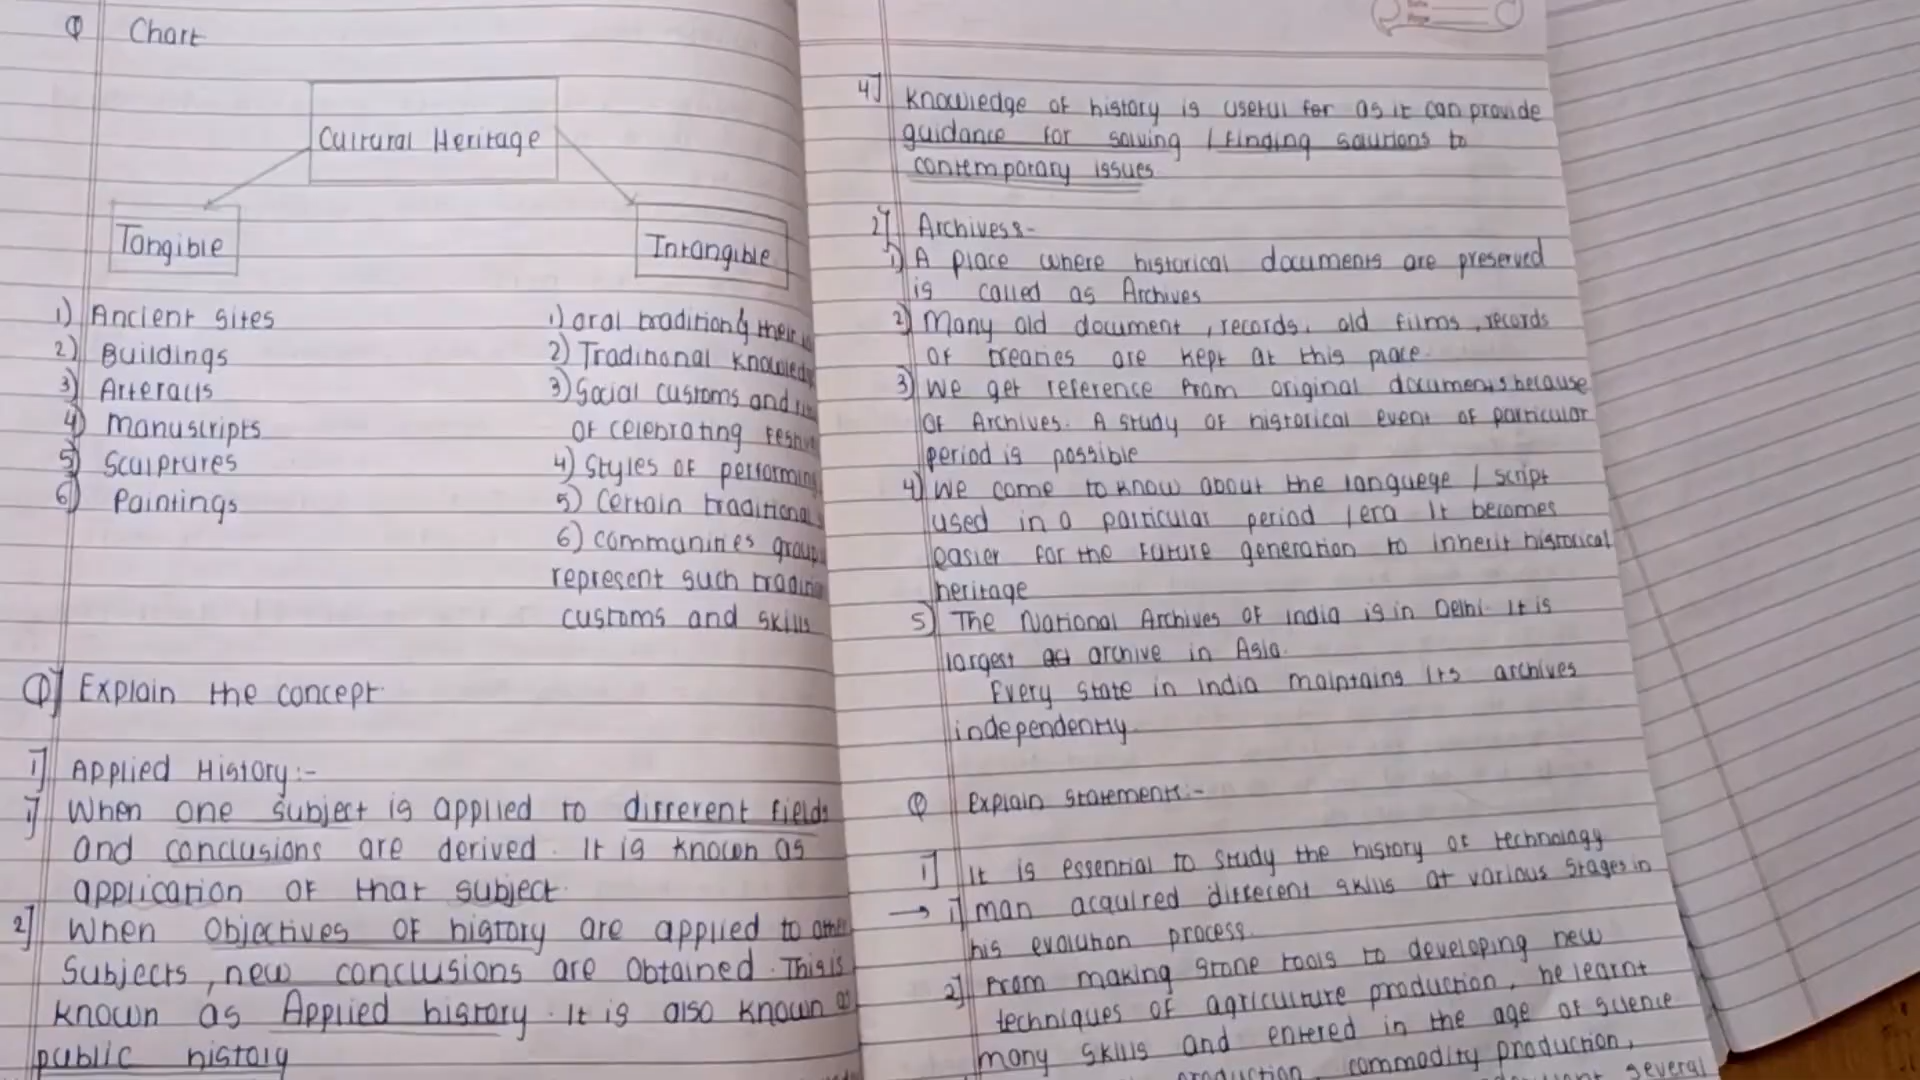 Q Chart
Cultural Heritage
Tangible
Intangible
1) Ancient sites
2) Buildings
3) Artefacts
4) Manuscripts
5) Sculptures
6) Paintings
1) oral tradition & their
2) Traditional
3) Social customs and
of celebrating
4) Styles of performing
5) Certain traditional
6) communities group
represent such
customs and skills
Q] Explain the concept
1] Applied History:-
1] When one subject is applied to different fields
and conclusions are derived. It is known as
application of that subject.
2] When Objectives of history are applied to other
subjects, new conclusions are obtained. This is
known as Applied history. It is also known as
public history
4] Knowledge of history is useful for as it can provide
guidance for solving / finding solutions to
contemporary issues
2] Archives:-
1) A place where historical documents are preserved
is called as Archives
2) Many old document, records, old films, records
of treaties are kept at this place.
3) We get reference from original documents because
of Archives. A study of historical event of particular
period is possible
4) We come to know about the languege / script
used in a particular period / era It becomes
easier for the future generation to inherit historical
heritage
5) The National Archives of India is in Delhi. It is
largest archive in Asia.
Every state in India maintains its archives
independently
Q Explain statements:-
1] It is essential to study the history of technology
→ 1] man acquired different skills at various stages in
his evolution process.
2] From making stone tools to developing new
techniques of agriculture production, he learnt
many skills and entered in the age of science
production, commodity production,
several